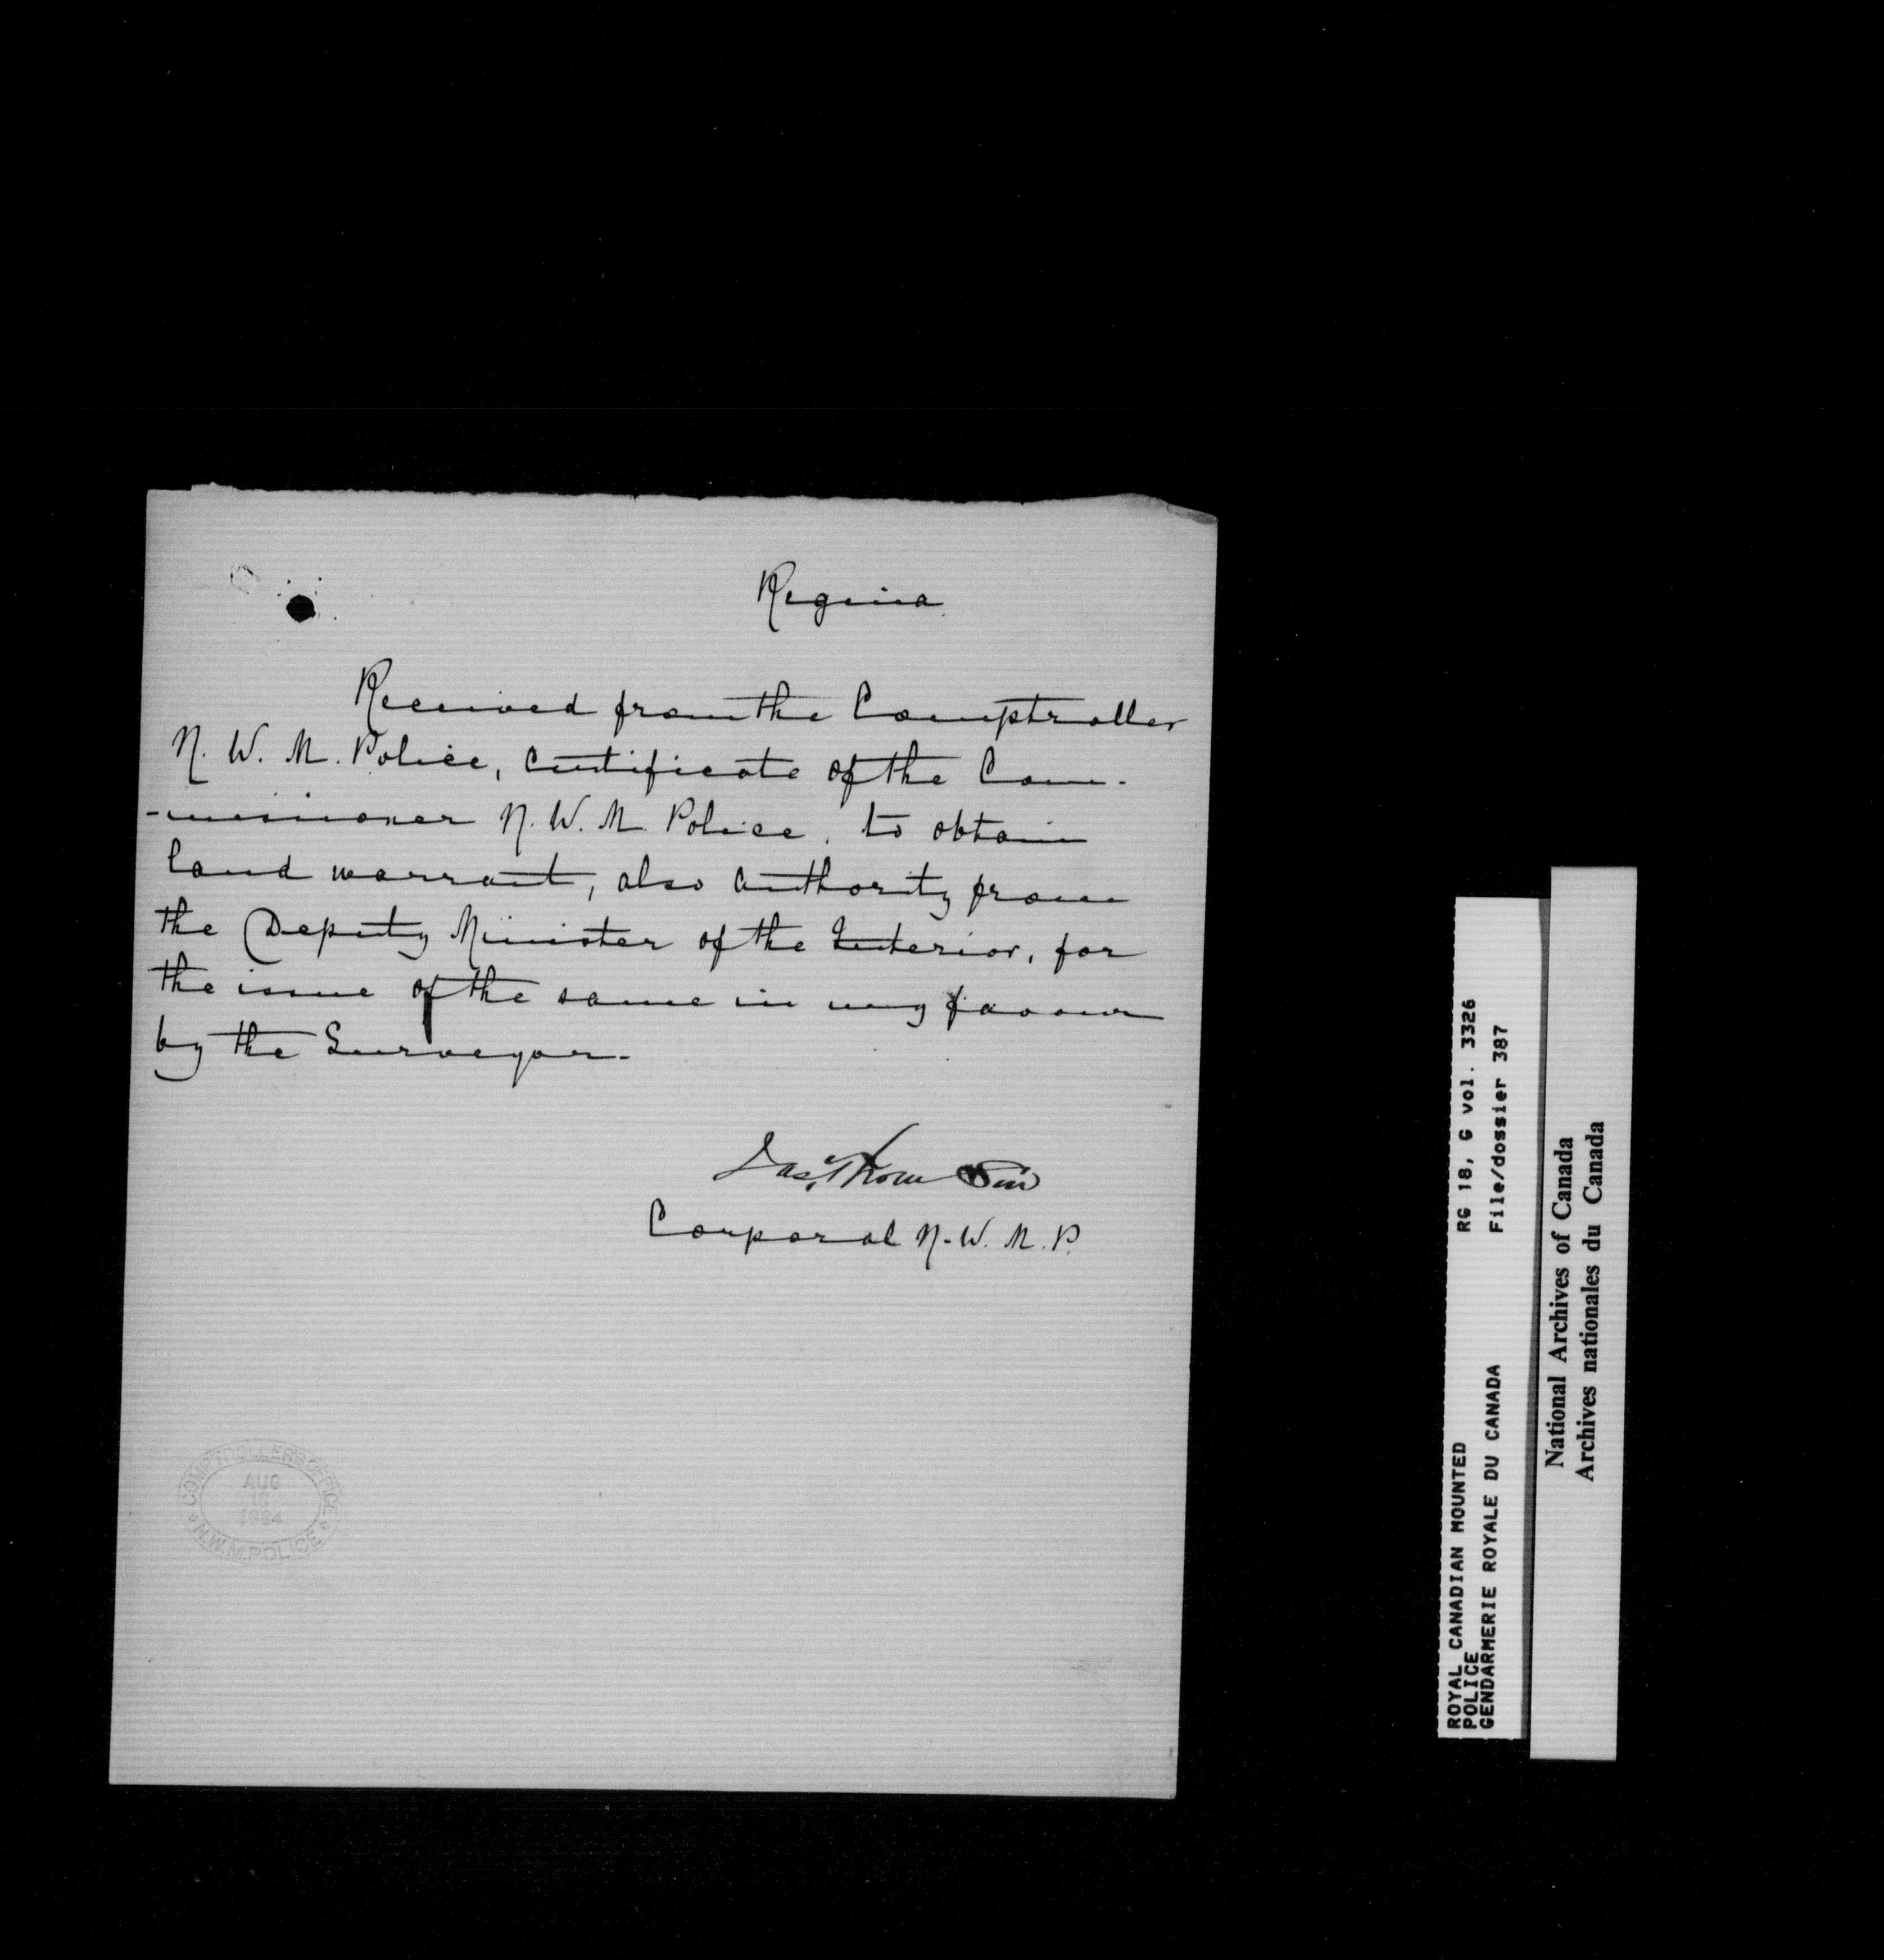 Regina
Received from the Comptroller
N. W. M. Police, Certificate of the Com-
-missioner N. W. M. Police, to obtain
land warrant, also authority from
the Deputy Minister of the Interior, for
the issue of the same in my favour
by the Surveyor.
Jas. Thom
Corporal N. W. M. P.
COMPTROLLER'S OFFICE
AUG
1884
N.W.M. POLICE
ROYAL CANADIAN MOUNTED RG 18, G vol. 3326
POLICE
GENDARMERIE ROYALE DU CANADA File/dossier 387
National Archives of Canada
Archives nationales du Canada